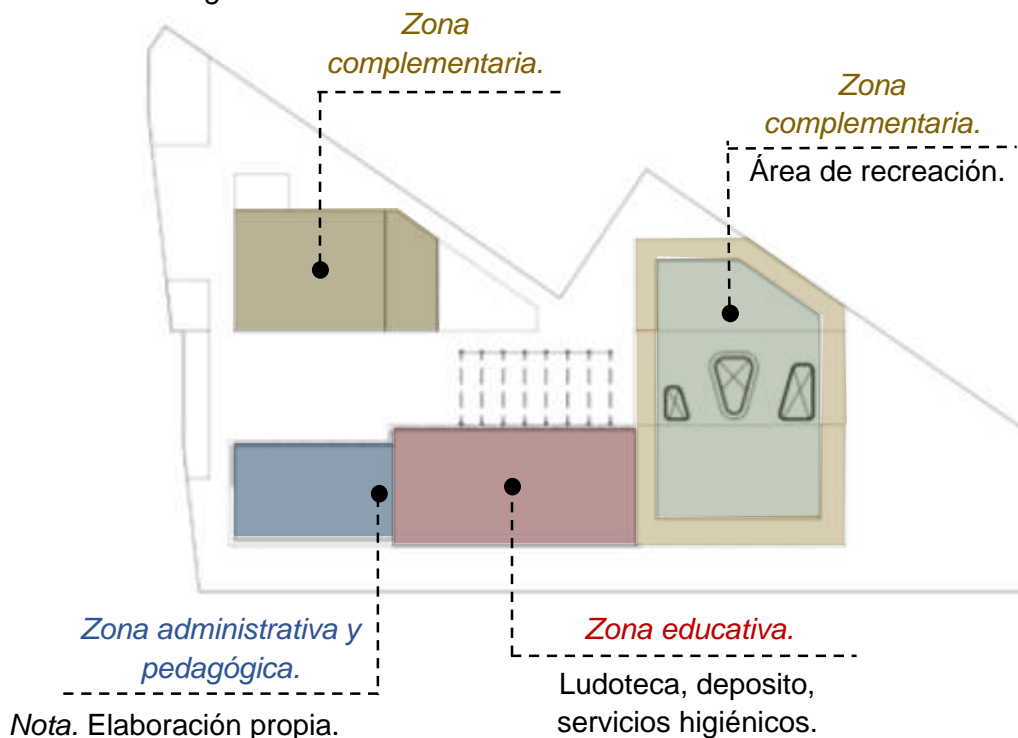 Zona
complementaria.
Zona
complementaria.
Área de recreación.
Zona administrativa y
pedagógica.
Zona educativa.
Ludoteca, deposito,
servicios higiénicos.
Nota. Elaboración propia.